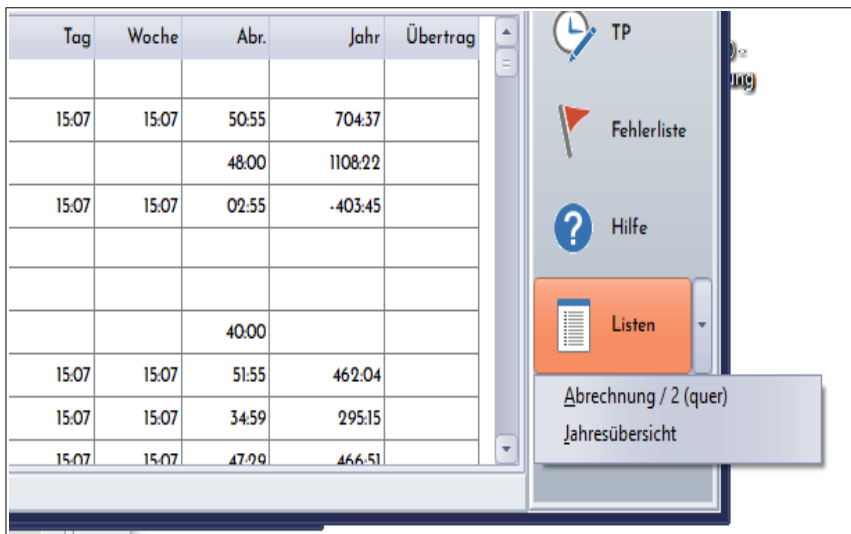 Tag Woche Abr. Jahr Übertrag
15:07 15:07 50:55 704:37
48:00 1108:22
15:07 15:07 02:55 -403:45
40:00
15:07 15:07 51:55 462:04
15:07 15:07 34:59 295:15
15:07 15:07 47:29 466:51
TP
Fehlerliste
Hilfe
Listen
Abrechnung / 2 (quer)
Jahresübersicht